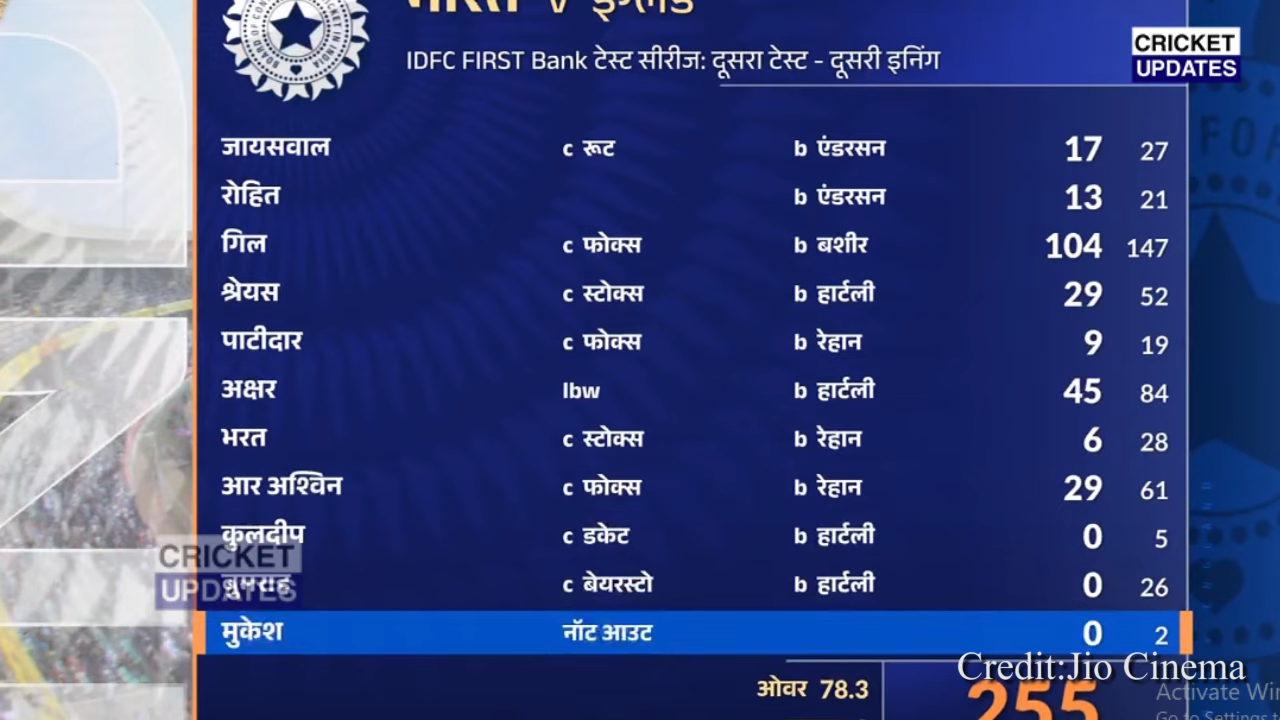 भारत v इंग्लैंड
IDFC FIRST Bank टेस्ट सीरीज: दूसरा टेस्ट - दूसरी इनिंग
CRICKET
UPDATES
जायसवाल c रूट b एंडरसन 17 27
रोहित b एंडरसन 13 21
गिल c फोक्स b बशीर 104 147
श्रेयस c स्टोक्स b हार्टली 29 52
पाटीदार c फोक्स b रेहान 9 19
अक्षर lbw b हार्टली 45 84
भरत c स्टोक्स b रेहान 6 28
आर अश्विन c फोक्स b रेहान 29 61
कुलदीप c डकेट b हार्टली 0 5
CRICKET
UPDATES
बुमराह c बेयरस्टो b हार्टली 0 26
मुकेश नॉट आउट 0 2
Credit:Jio Cinema
ओवर 78.3 255
Activate Win